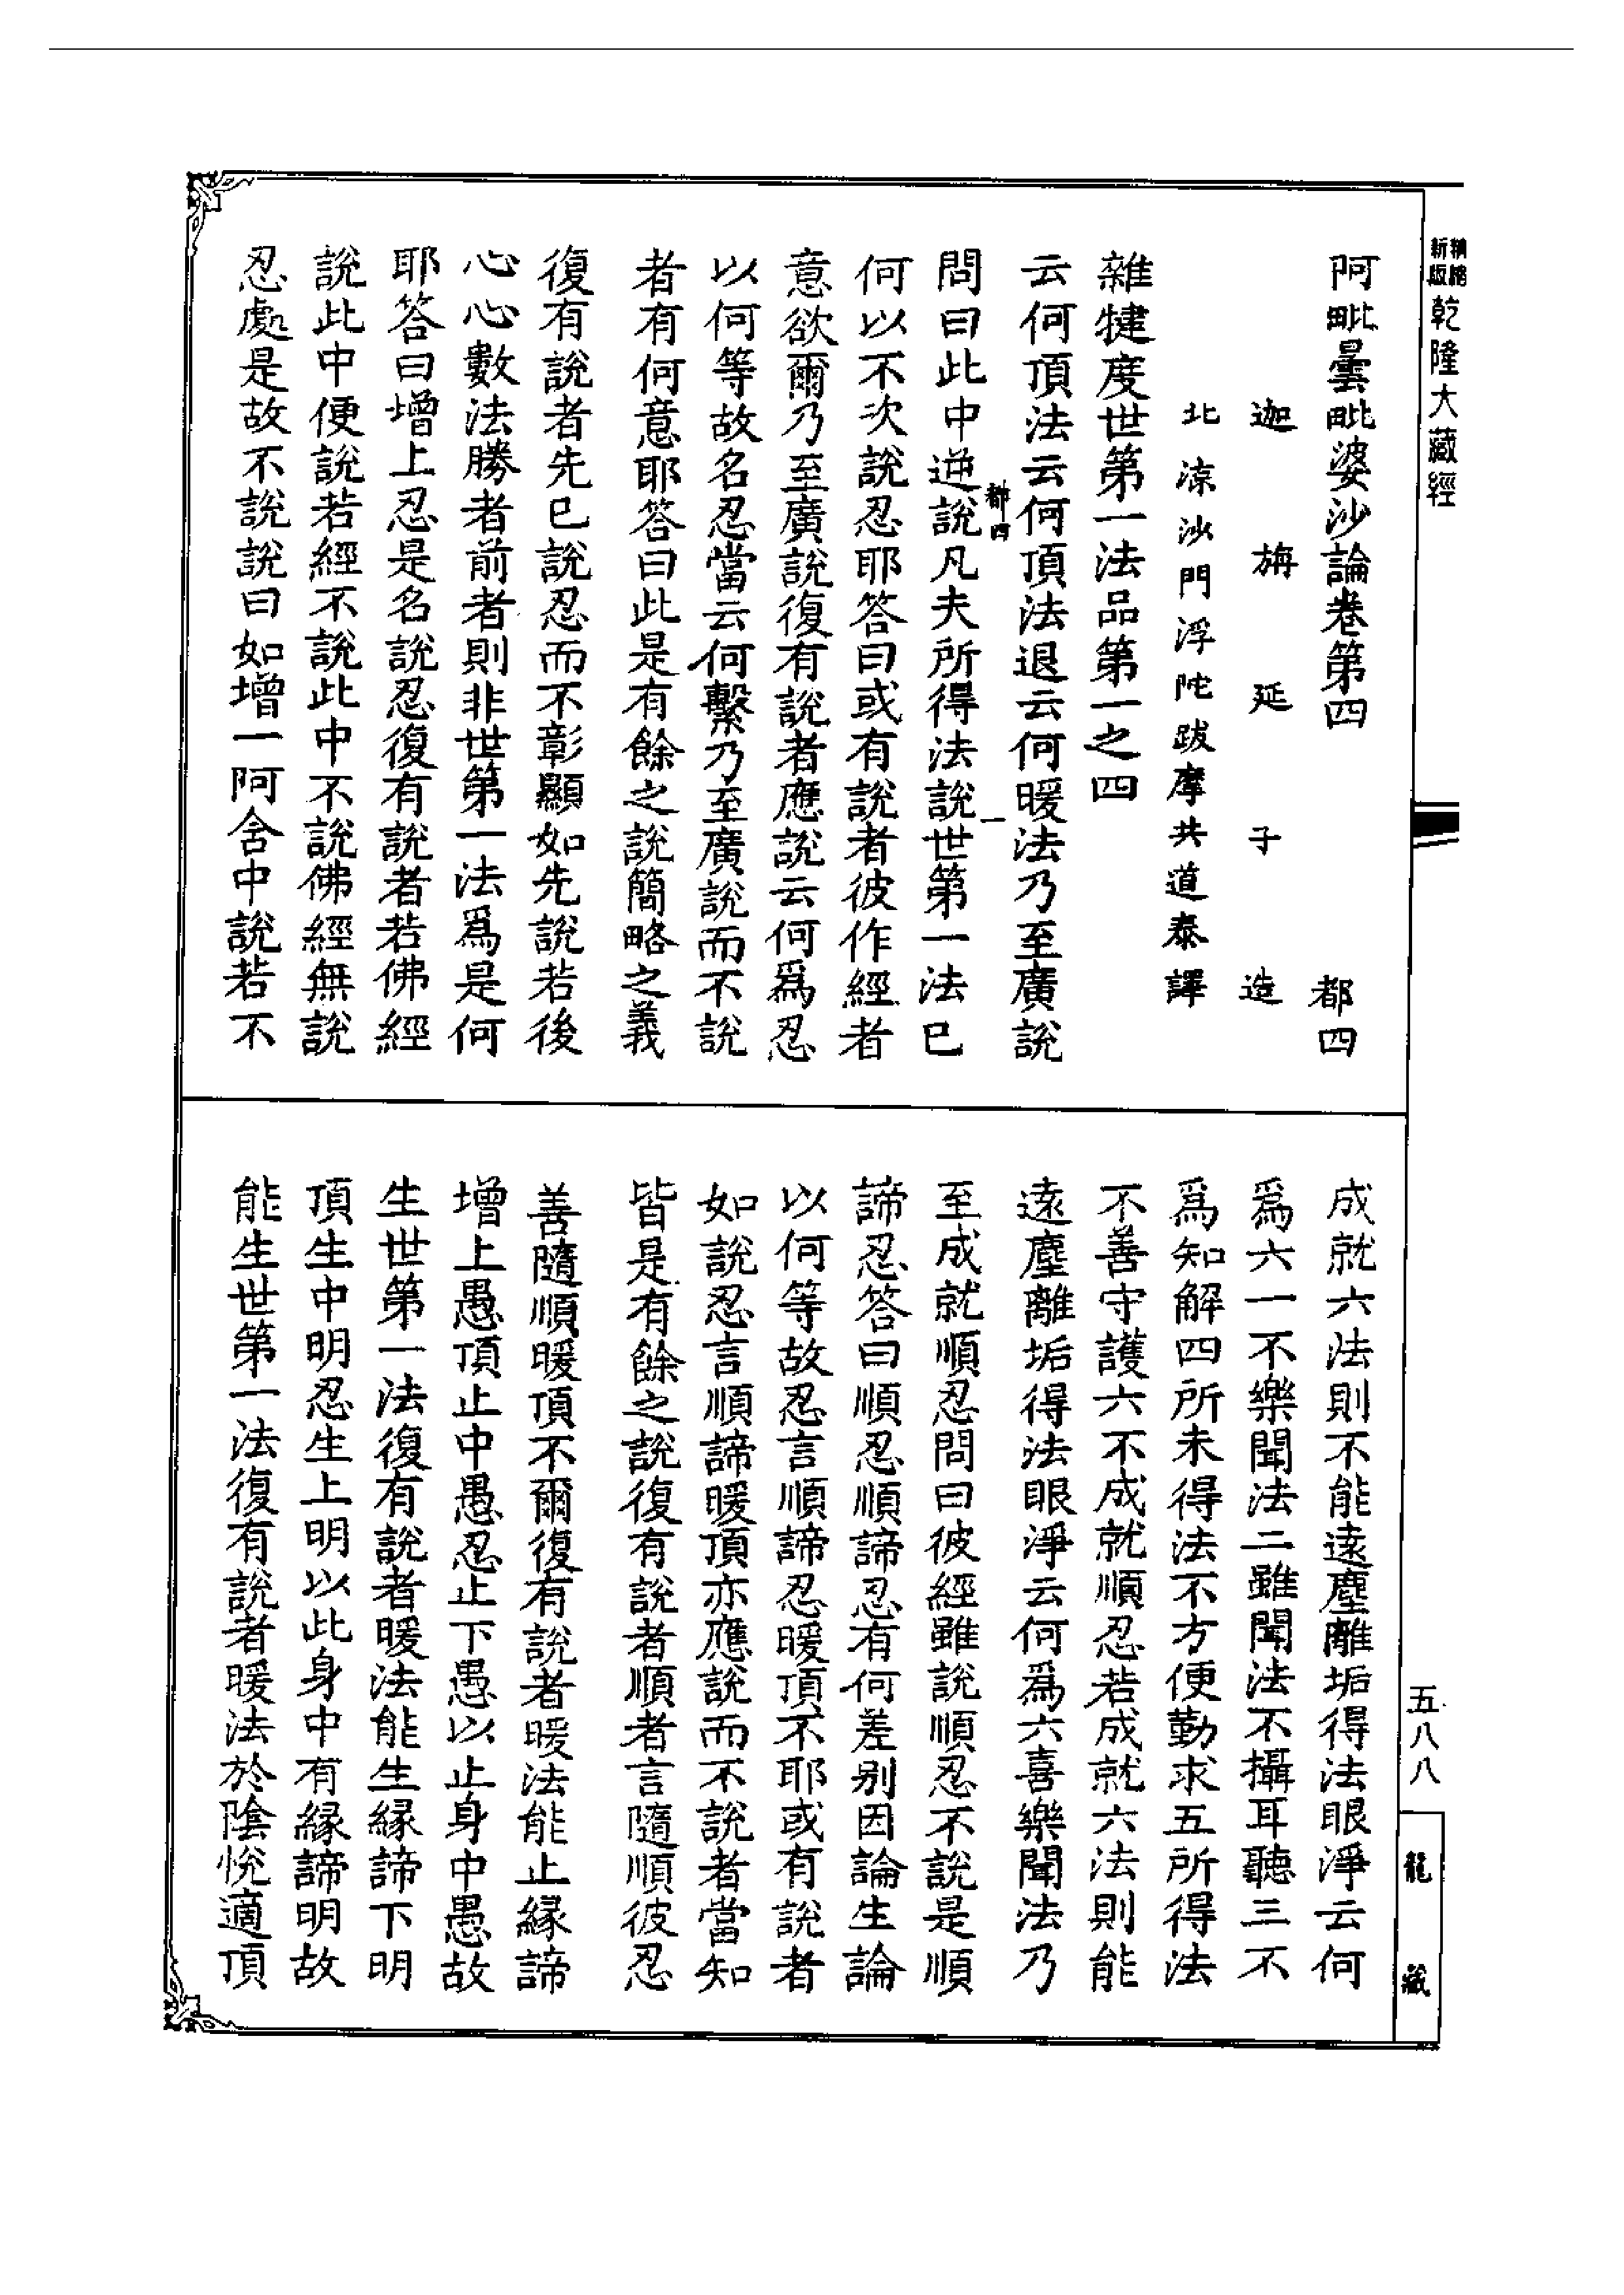 精縮新版乾隆大藏經
阿毗曇毗婆沙論卷第四 都四
迦旃延子造
北涼沙門浮陀跋摩共道泰譯
雜犍度世第一法品第一之四
云何頂法云何頂法退云何暖法乃至廣說
都四 一
問曰此中逆說凡夫所得法說世第一法已
何以不次說忍耶答曰或有說者彼作經者
意欲爾乃至廣說復有說者應說云何爲忍
以何等故名忍當云何繫乃至廣說而不說
者有何意耶答曰此是有餘之說簡略之義
復有說者先已說忍而不彰顯如先說若後
心心數法勝者前者則非世第一法爲是何
耶答曰增上忍是名說忍復有說者若佛經
說此中便說若經不說此中不說佛經無說
忍處是故不說說曰如增一阿含中說若不
成就六法則不能遠塵離垢得法眼淨云何
爲六一不樂聞法二雖聞法不攝耳聽三不
爲知解四所未得法不方便勤求五所得法
不善守護六不成就順忍若成就六法則能
遠塵離垢得法眼淨云何爲六喜樂聞法乃
至成就順忍問曰彼經雖說順忍不說是順
諦忍答曰順忍順諦忍有何差别因論生論
以何等故忍言順諦忍暖頂不耶或有說者
如說忍言順諦暖頂亦應說而不說者當知
皆是有餘之說復有說者順者言隨順彼忍
善隨順暖頂不爾復有說者暖法能止緣諦
增上愚頂止中愚忍止下愚以止身中愚故
生世第一法復有說者暖法能生緣諦下明
頂生中明忍生上明以此身中有緣諦明故
能生世第一法復有說者暖法於陰悅適頂
五八八
龍藏